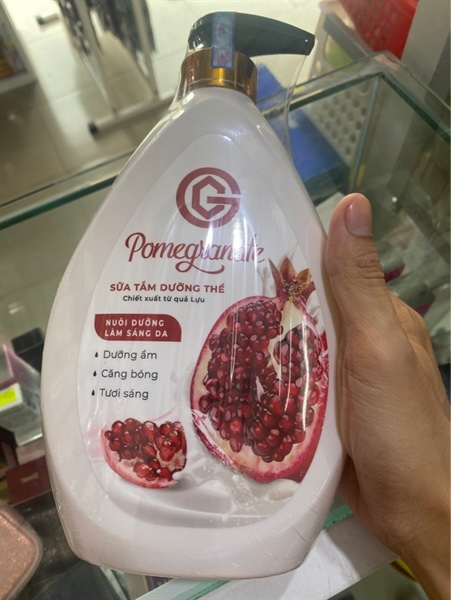 Pomegranate
SỮA TẮM DƯỠNG THỂ
Chiết xuất từ quả Lựu
NUÔI DƯỠNG
LÀM SÁNG DA
Dưỡng ẩm
Căng bóng
Tươi sáng